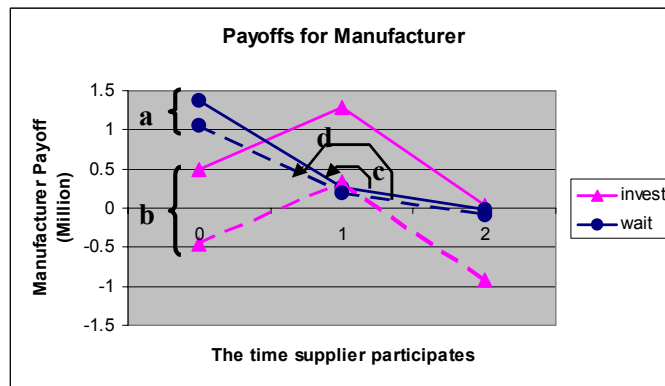 Payoffs for Manufacturer
Manufacturer Payoff
(Million)
1.5
1
0.5
0
-0.5
-1
-1.5
a
b
d
c
0 1 2
invest
wait
The time supplier participates